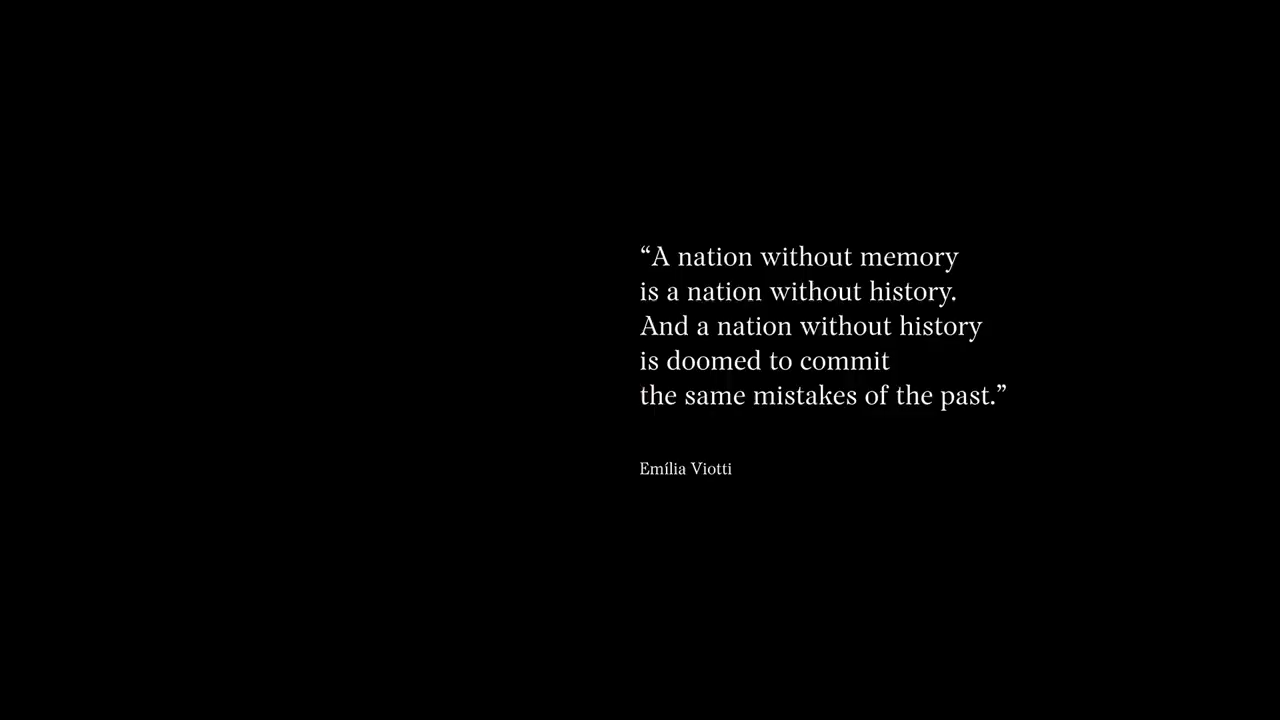 “A nation without memory
is a nation without history.
And a nation without history
is doomed to commit
the same mistakes of the past.”
Emília Viotti